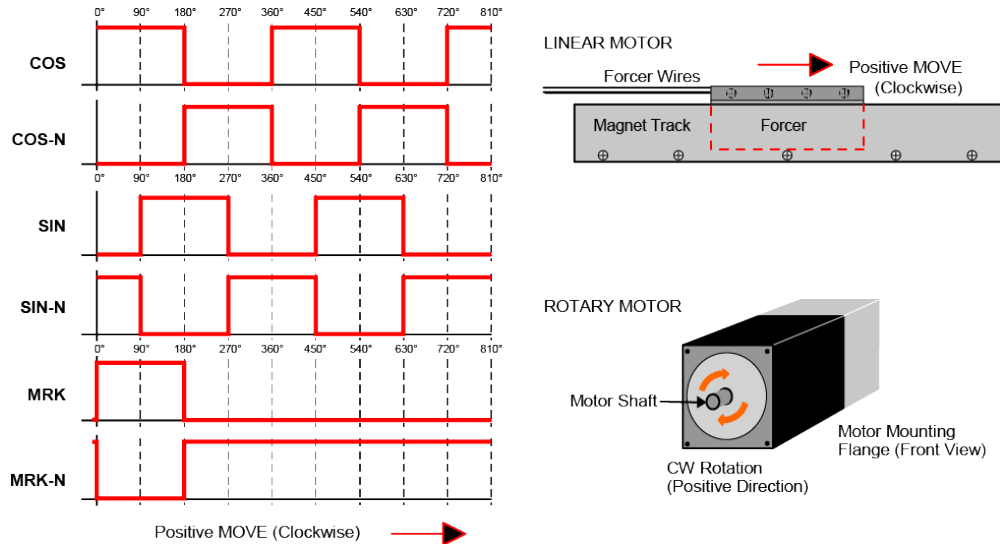 0° 90° 180° 270° 360° 450° 540° 630° 720° 810°
COS
COS-N
0° 90° 180° 270° 360° 450° 540° 630° 720° 810°
SIN
SIN-N
0° 90° 180° 270° 360° 450° 540° 630° 720° 810°
MRK
MRK-N
Positive MOVE (Clockwise)
LINEAR MOTOR
Forcer Wires
Positive MOVE
(Clockwise)
Magnet Track
Forcer
ROTARY MOTOR
Motor Shaft
Motor Mounting
Flange (Front View)
CW Rotation
(Positive Direction)